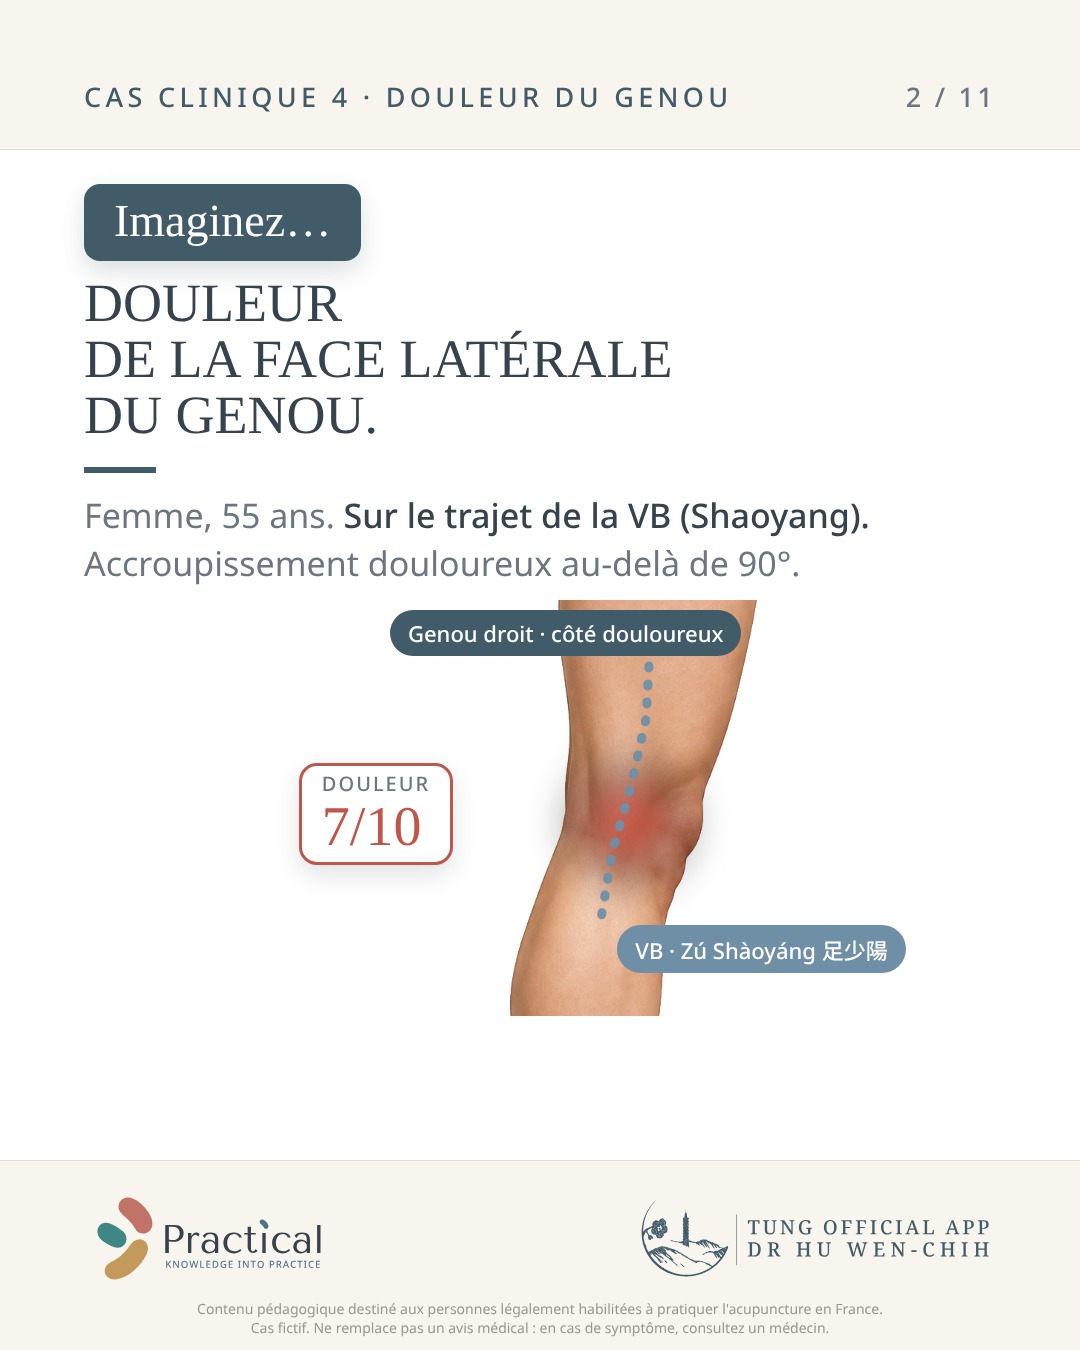 CAS CLINIQUE 4 · DOULEUR DU GENOU
2 / 11
Imaginez…
DOULEUR
DE LA FACE LATÉRALE
DU GENOU.
Femme, 55 ans. Sur le trajet de la VB (Shaoyang).
Accroupissement douloureux au-delà de 90°.
Genou droit · côté douloureux
DOULEUR
7/10
VB · Zú Shàoyáng 足少陽
Practical
KNOWLEDGE INTO PRACTICE
TUNG OFFICIAL APP
DR HU WEN-CHIH
Contenu pédagogique destiné aux personnes légalement habilitées à pratiquer l'acupuncture en France.
Cas fictif. Ne remplace pas un avis médical : en cas de symptôme, consultez un médecin.